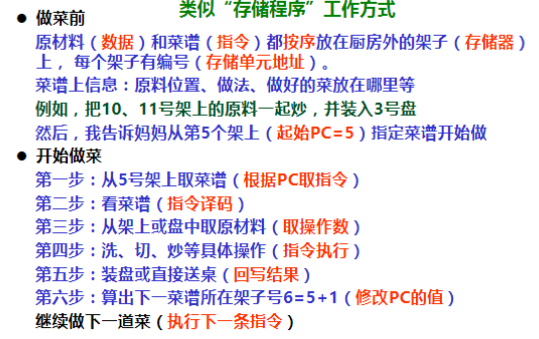 类似“存储程序”工作方式
● 做菜前
原材料（数据）和菜谱（指令）都按序放在厨房外的架子（存储器）
上， 每个架子有编号（存储单元地址）。
菜谱上信息：原料位置、做法、做好的菜放在哪里等
例如，把10、11号架上的原料一起炒，并装入3号盘
然后，我告诉妈妈从第5个架上（起始PC=5）指定菜谱开始做
● 开始做菜
第一步：从5号架上取菜谱（根据PC取指令）
第二步：看菜谱（指令译码）
第三步：从架上或盘中取原材料（取操作数）
第四步：洗、切、炒等具体操作（指令执行）
第五步：装盘或直接送桌（回写结果）
第六步：算出下一菜谱所在架子号6=5+1（修改PC的值）
继续做下一道菜（执行下一条指令）